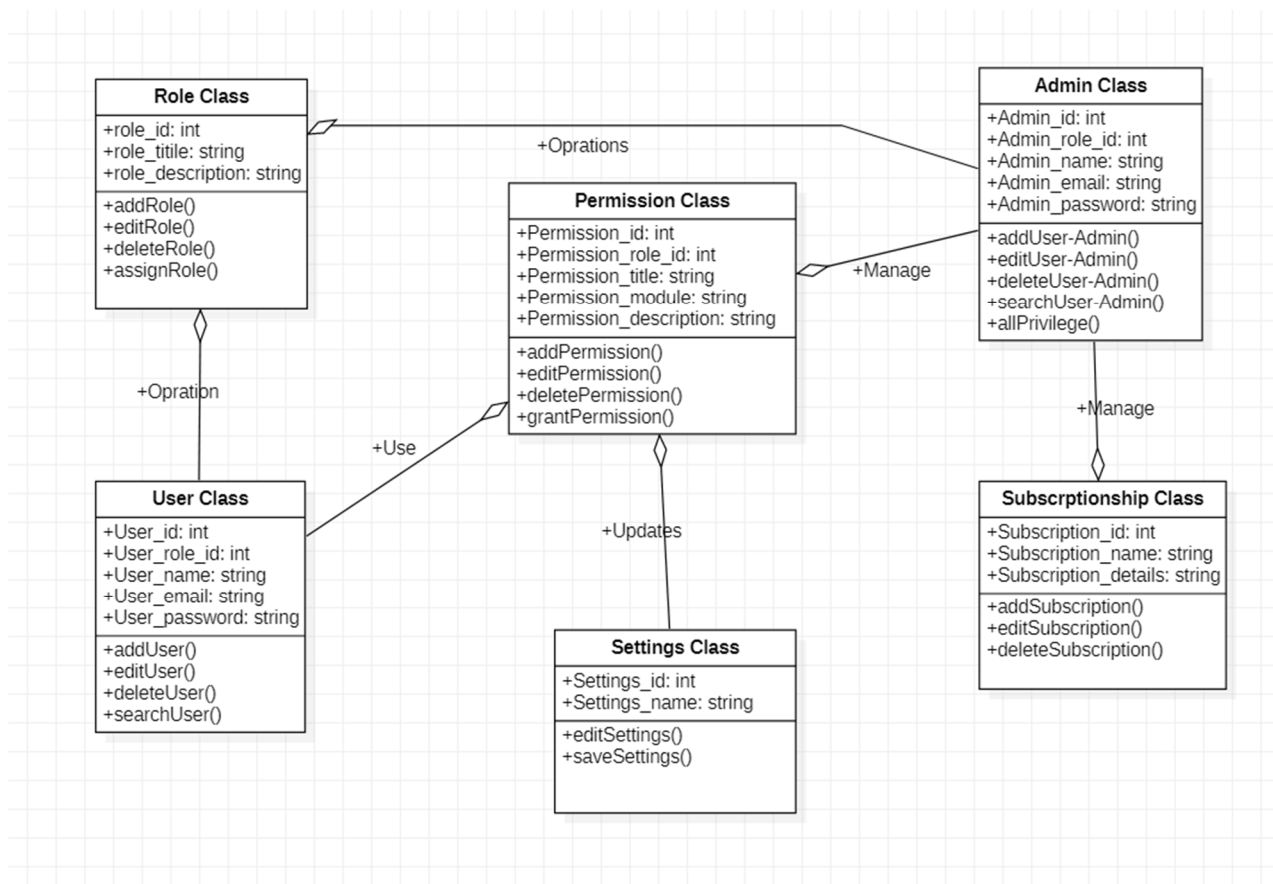 Role Class
+role_id: int
+role_titile: string
+role_description: string
+addRole()
+editRole()
+deleteRole()
+assignRole()
+Oprations
Admin Class
+Admin_id: int
+Admin_role_id: int
+Admin_name: string
+Admin_email: string
+Admin_password: string
+addUser-Admin()
+editUser-Admin()
+deleteUser-Admin()
+searchUser-Admin()
+allPrivilege()
Permission Class
+Permission_id: int
+Permission_role_id: int
+Permission_title: string
+Permission_module: string
+Permission_description: string
+addPermission()
+editPermission()
+deletePermission()
+grantPermission()
+Manage
+Opration
+Use
+Manage
User Class
+User_id: int
+User_role_id: int
+User_name: string
+User_email: string
+User_password: string
+addUser()
+editUser()
+deleteUser()
+searchUser()
+Updates
Settings Class
+Settings_id: int
+Settings_name: string
+editSettings()
+saveSettings()
Subscrptionship Class
+Subscription_id: int
+Subscription_name: string
+Subscription_details: string
+addSubscription()
+editSubscription()
+deleteSubscription()